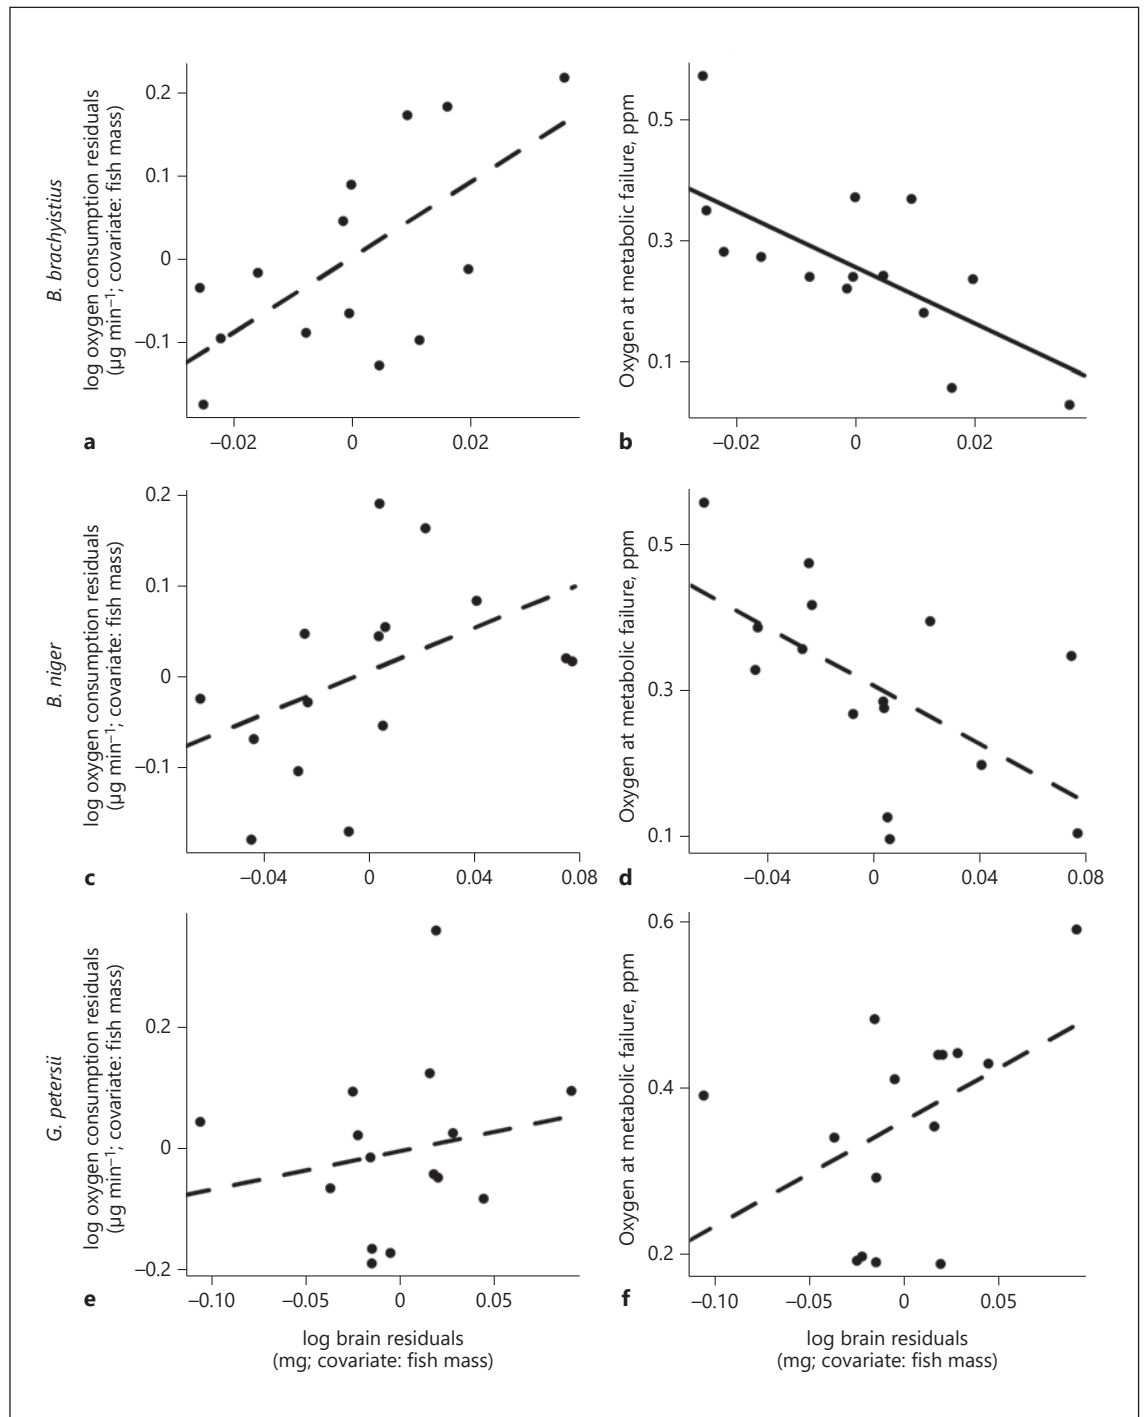 B. brachyistius
log oxygen consumption residuals
(µg min⁻¹; covariate: fish mass)
0.2
0.1
0
–0.1
–0.02
0
0.02
a
Oxygen at metabolic failure, ppm
0.5
0.3
0.1
–0.02
0
0.02
b
B. niger
log oxygen consumption residuals
(µg min⁻¹; covariate: fish mass)
0.2
0.1
0
–0.1
–0.04
0
0.04
0.08
c
Oxygen at metabolic failure, ppm
0.5
0.3
0.1
–0.04
0
0.04
0.08
d
G. petersii
log oxygen consumption residuals
(µg min⁻¹; covariate: fish mass)
0.2
0
–0.2
–0.10
–0.05
0
0.05
e
log brain residuals
(mg; covariate: fish mass)
Oxygen at metabolic failure, ppm
0.6
0.4
0.2
–0.10
–0.05
0
0.05
f
log brain residuals
(mg; covariate: fish mass)